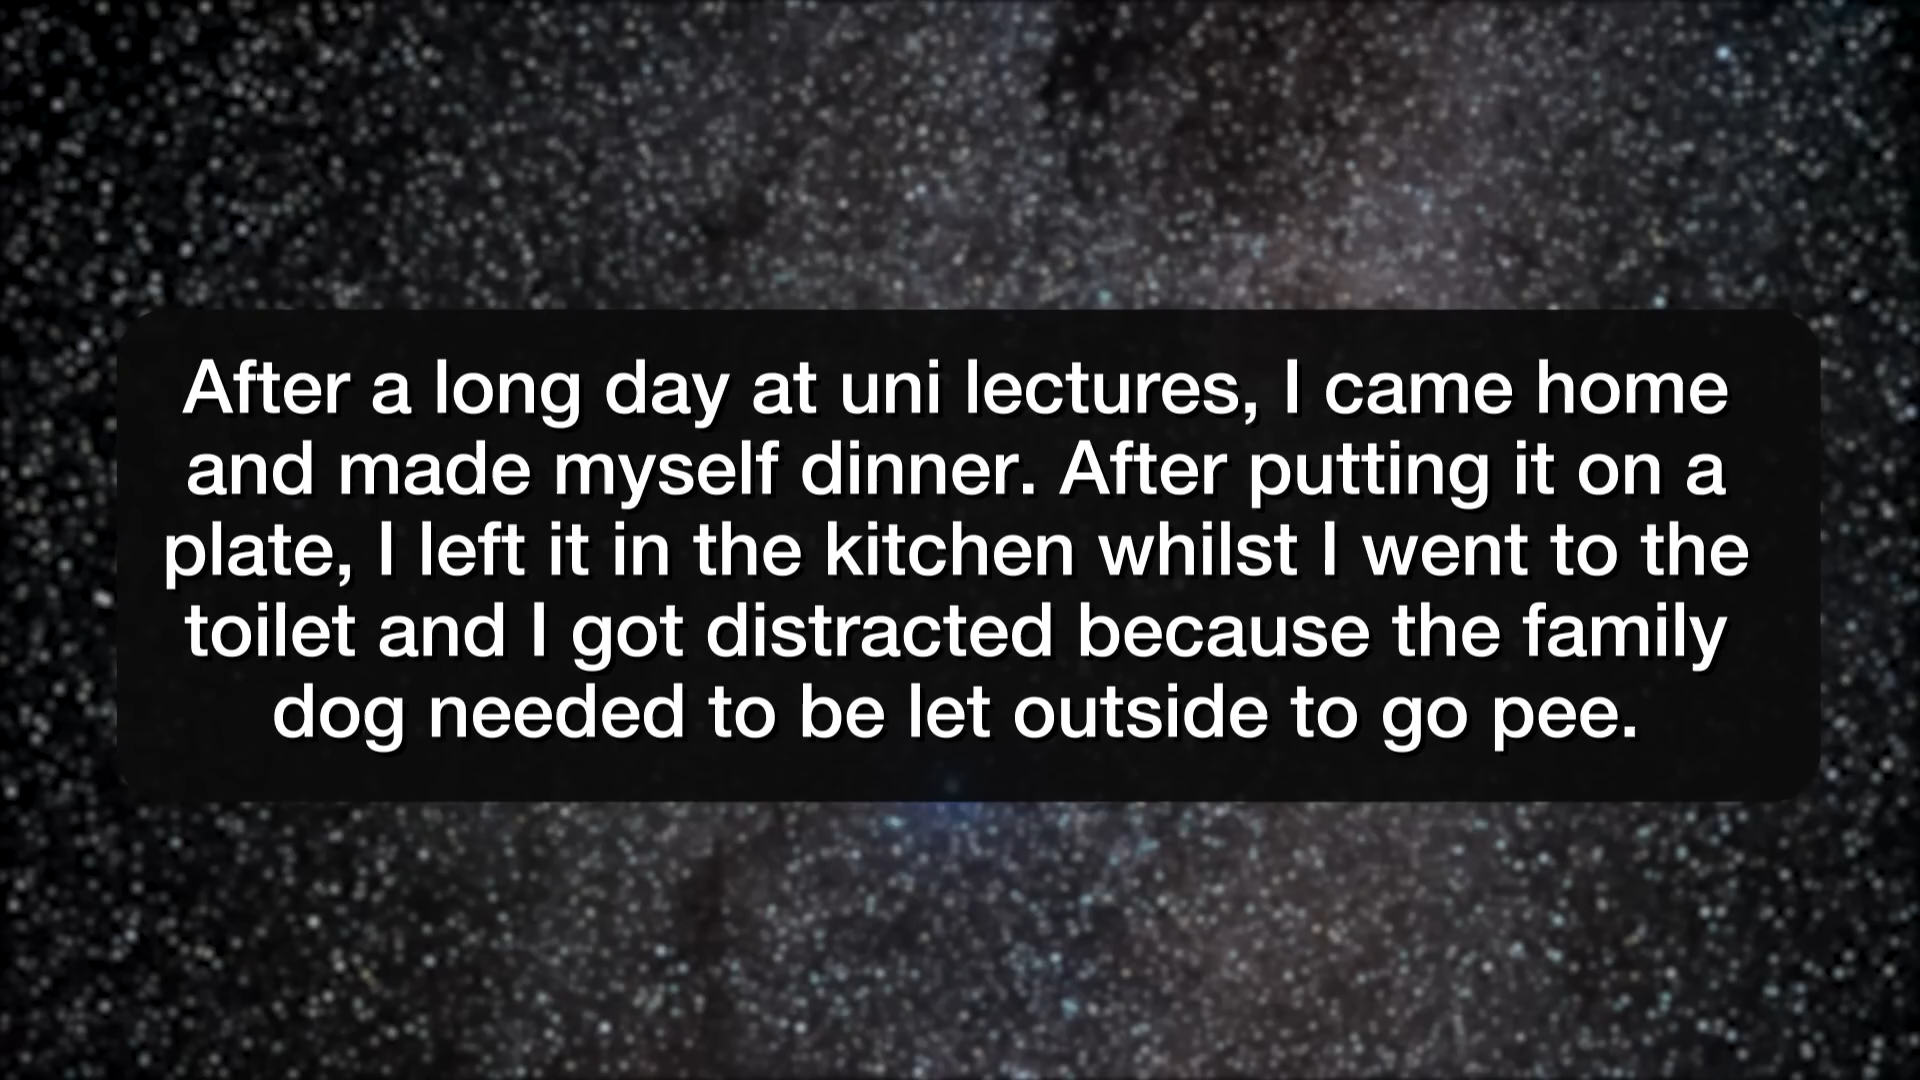 After a long day at uni lectures, I came home
and made myself dinner. After putting it on a
plate, I left it in the kitchen whilst I went to the
toilet and I got distracted because the family
dog needed to be let outside to go pee.